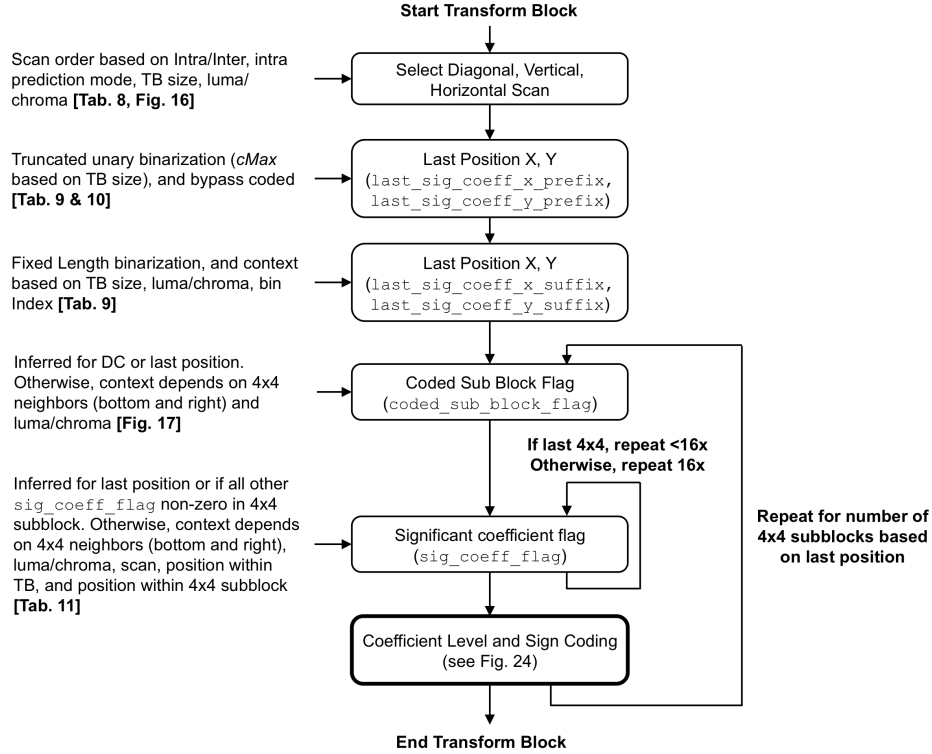 Start Transform Block
Scan order based on Intra/Inter, intra
prediction mode, TB size, luma/
chroma [Tab. 8, Fig. 16]
Select Diagonal, Vertical,
Horizontal Scan
Truncated unary binarization (cMax
based on TB size), and bypass coded
[Tab. 9 & 10]
Last Position X, Y
(last_sig_coeff_x_prefix,
last_sig_coeff_y_prefix)
Fixed Length binarization, and context
based on TB size, luma/chroma, bin
Index [Tab. 9]
Last Position X, Y
(last_sig_coeff_x_suffix,
last_sig_coeff_y_suffix)
Inferred for DC or last position.
Otherwise, context depends on 4x4
neighbors (bottom and right) and
luma/chroma [Fig. 17]
Coded Sub Block Flag
(coded_sub_block_flag)
If last 4x4, repeat <16x
Otherwise, repeat 16x
Inferred for last position or if all other
sig_coeff_flag non-zero in 4x4
subblock. Otherwise, context depends
on 4x4 neighbors (bottom and right),
luma/chroma, scan, position within
TB, and position within 4x4 subblock
[Tab. 11]
Significant coefficient flag
(sig_coeff_flag)
Repeat for number of
4x4 subblocks based
on last position
Coefficient Level and Sign Coding
(see Fig. 24)
End Transform Block